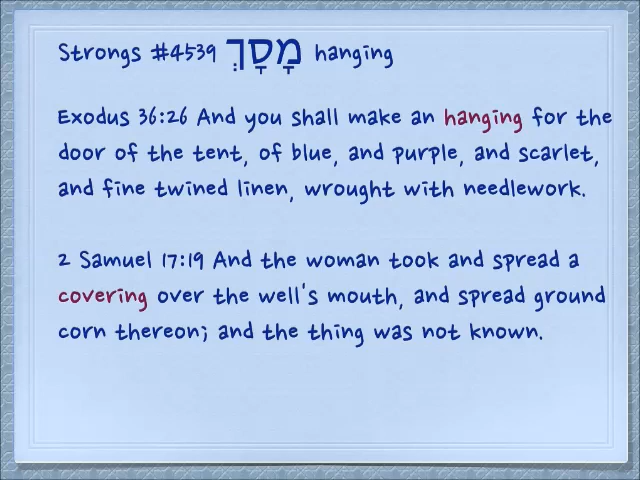 Strongs #4539 מָסָךְ hanging
Exodus 36:26 And you shall make an hanging for the
door of the tent, of blue, and purple, and scarlet,
and fine twined linen, wrought with needlework.
2 Samuel 17:19 And the woman took and spread a
covering over the well's mouth, and spread ground
corn thereon; and the thing was not known.